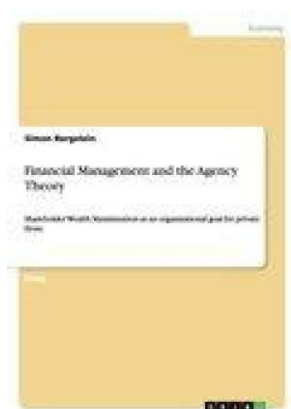 Simon Bergstein
Financial Management and the Agency
Theory
Shareholder Wealth Maximization as an organizational goal for private
firms